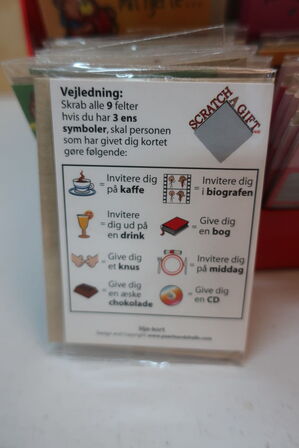 Vejledning:
Skrab alle 9 felter
hvis du har 3 ens
symboler, skal personen
som har givet dig kortet
gøre følgende:
SCRATCH
A GIFT
= Invitere dig
på kaffe
= Invitere dig
i biografen
= Invitere
dig ud på
en drink
= Give dig
en bog
= Give dig
et knus
= Invitere dig
på middag
= Give dig
en æske
chokolade
= Give dig
en CD